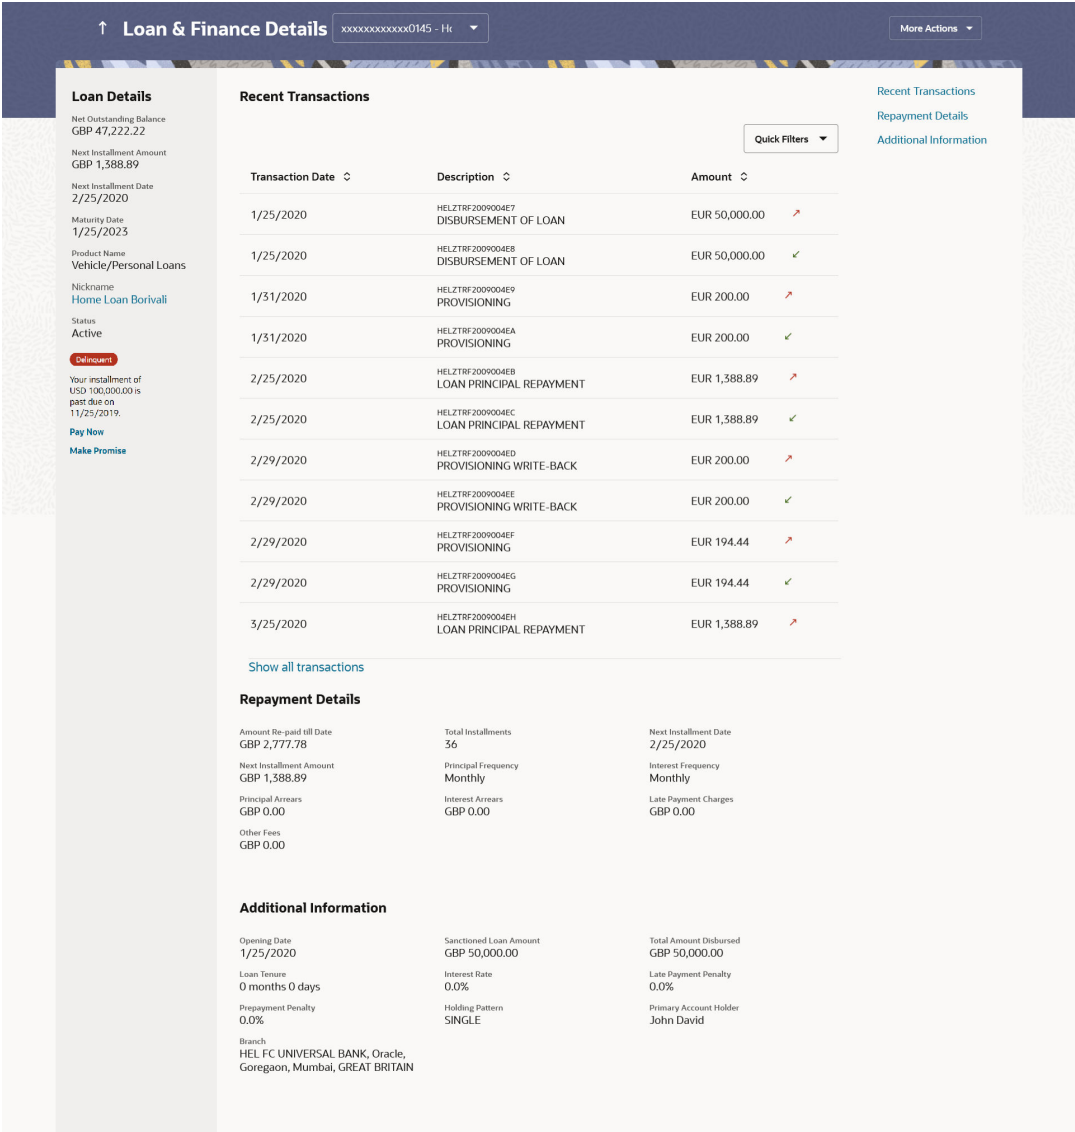 Loan & Finance Details
xxxxxxxxxxxx0145 - Ho
More Actions
Loan Details
Net Outstanding Balance
GBP 47,222.22
Next Installment Amount
GBP 1,388.89
Next Installment Date
2/25/2020
Maturity Date
1/25/2023
Product Name
Vehicle/Personal Loans
Nickname
Home Loan Borivali
Status
Active
Delinquent
Your installment of
USD 100,000.00 is
past due on
11/25/2019.
Pay Now
Make Promise
Recent Transactions
Quick Filters
Transaction Date Description Amount
HELZTRF2009004E7
1/25/2020 DISBURSEMENT OF LOAN EUR 50,000.00
HELZTRF2009004E8
1/25/2020 DISBURSEMENT OF LOAN EUR 50,000.00
HELZTRF2009004E9
1/31/2020 PROVISIONING EUR 200.00
HELZTRF2009004EA
1/31/2020 PROVISIONING EUR 200.00
HELZTRF2009004EB
2/25/2020 LOAN PRINCIPAL REPAYMENT EUR 1,388.89
HELZTRF2009004EC
2/25/2020 LOAN PRINCIPAL REPAYMENT EUR 1,388.89
HELZTRF2009004ED
2/29/2020 PROVISIONING WRITE-BACK EUR 200.00
HELZTRF2009004EE
2/29/2020 PROVISIONING WRITE-BACK EUR 200.00
HELZTRF2009004EF
2/29/2020 PROVISIONING EUR 194.44
HELZTRF2009004EG
2/29/2020 PROVISIONING EUR 194.44
HELZTRF2009004EH
3/25/2020 LOAN PRINCIPAL REPAYMENT EUR 1,388.89
Show all transactions
Repayment Details
Amount Re-paid till Date Total Installments Next Installment Date
GBP 2,777.78 36 2/25/2020
Next Installment Amount Principal Frequency Interest Frequency
GBP 1,388.89 Monthly Monthly
Principal Arrears Interest Arrears Late Payment Charges
GBP 0.00 GBP 0.00 GBP 0.00
Other Fees
GBP 0.00
Additional Information
Opening Date Sanctioned Loan Amount Total Amount Disbursed
1/25/2020 GBP 50,000.00 GBP 50,000.00
Loan Tenure Interest Rate Late Payment Penalty
0 months 0 days 0.0% 0.0%
Prepayment Penalty Holding Pattern Primary Account Holder
0.0% SINGLE John David
Branch
HEL FC UNIVERSAL BANK, Oracle,
Goregaon, Mumbai, GREAT BRITAIN
Recent Transactions
Repayment Details
Additional Information